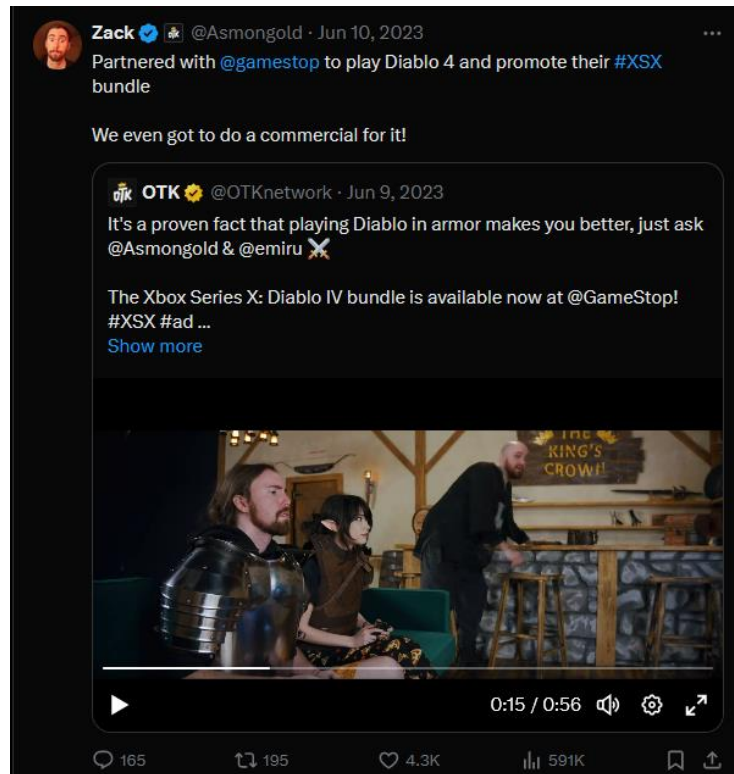 Zack @Asmongold · Jun 10, 2023
Partnered with @gamestop to play Diablo 4 and promote their #XSX
bundle
We even got to do a commercial for it!
OTK OTK @OTKnetwork · Jun 9, 2023
It's a proven fact that playing Diablo in armor makes you better, just ask
@Asmongold & @emiru ⚔️
The Xbox Series X: Diablo IV bundle is available now at @GameStop!
#XSX #ad ...
Show more
THE
KING'S
CROWN
0:15 / 0:56
165 195 4.3K 591K